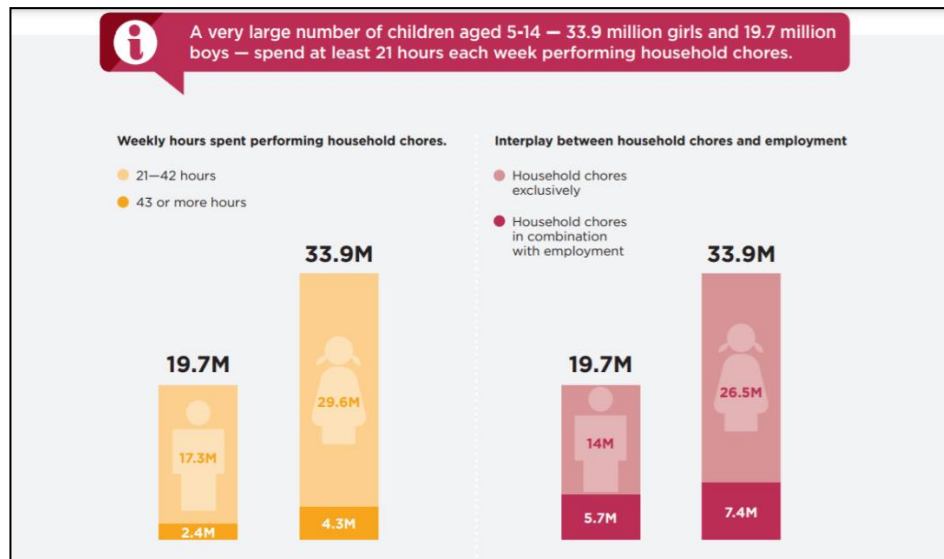 i
A very large number of children aged 5-14 — 33.9 million girls and 19.7 million
boys — spend at least 21 hours each week performing household chores.
Weekly hours spent performing household chores.
21—42 hours
43 or more hours
33.9M
19.7M
29.6M
17.3M
4.3M
2.4M
Interplay between household chores and employment
Household chores
exclusively
Household chores
in combination
with employment
33.9M
19.7M
26.5M
14M
7.4M
5.7M